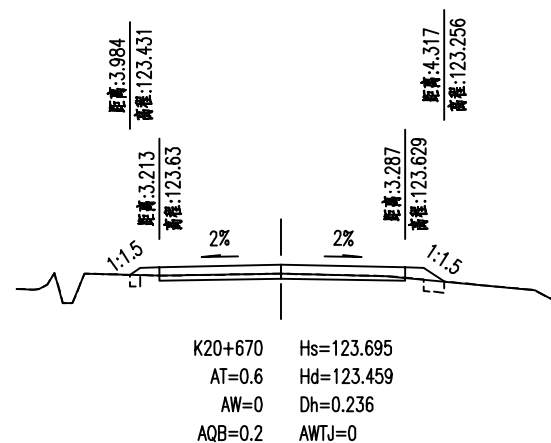 距离:3.984
高程:123.431
距离:4.317
高程:123.256
距离:3.213
高程:123.63
距离:3.287
高程:123.629
1:1.5
2%
2%
1:1.5
K20+670 Hs=123.695
AT=0.6 Hd=123.459
AW=0 Dh=0.236
AQB=0.2 AWTJ=0